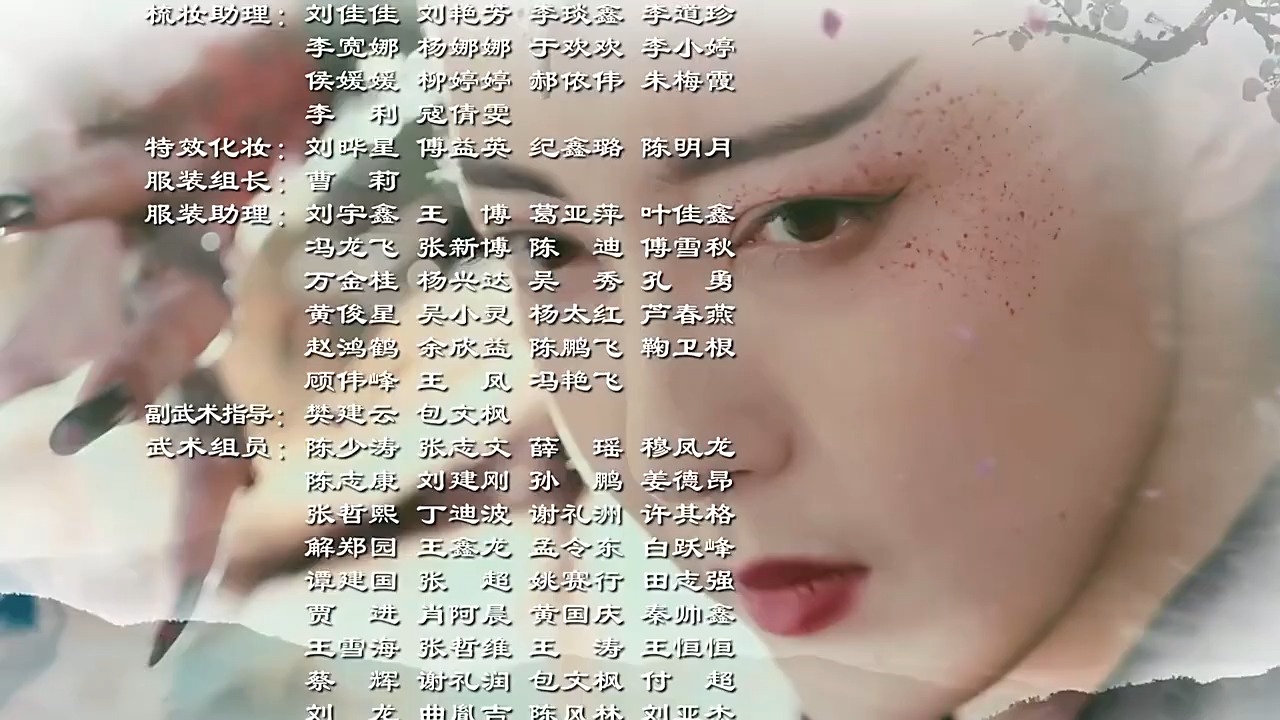 梳妆助理：刘佳佳 刘艳芳 李琰鑫 李道珍
李宽娜 杨娜娜 于欢欢 李小婷
侯媛媛 柳婷婷 郝依伟 朱梅霞
李 利 寇倩雯
特效化妆：刘晔星 傅益英 纪鑫璐 陈明月
服装组长：曹 莉
服装助理：刘宇鑫 王 博 葛亚萍 叶佳鑫
冯龙飞 张新博 陈 迪 傅雪秋
万金桂 杨兴达 吴 秀 孔 勇
黄俊星 吴小灵 杨太红 芦春燕
赵鸿鹤 余欣益 陈鹏飞 鞠卫根
顾伟峰 王 凤 冯艳飞
副武术指导：樊建云 包文枫
武术组员：陈少涛 张志文 薛 瑶 穆凤龙
陈志康 刘建刚 孙 鹏 姜德昂
张哲熙 丁迪波 谢礼洲 许其格
解郑园 王鑫龙 孟令东 白跃峰
谭建国 张 超 姚赛行 田志强
贾 进 肖阿晨 黄国庆 秦帅鑫
王雪海 张哲维 王 涛 王恒恒
蔡 辉 谢礼润 包文枫 付 超
刘 龙 曲胤吉 陈风林 刘亚杰